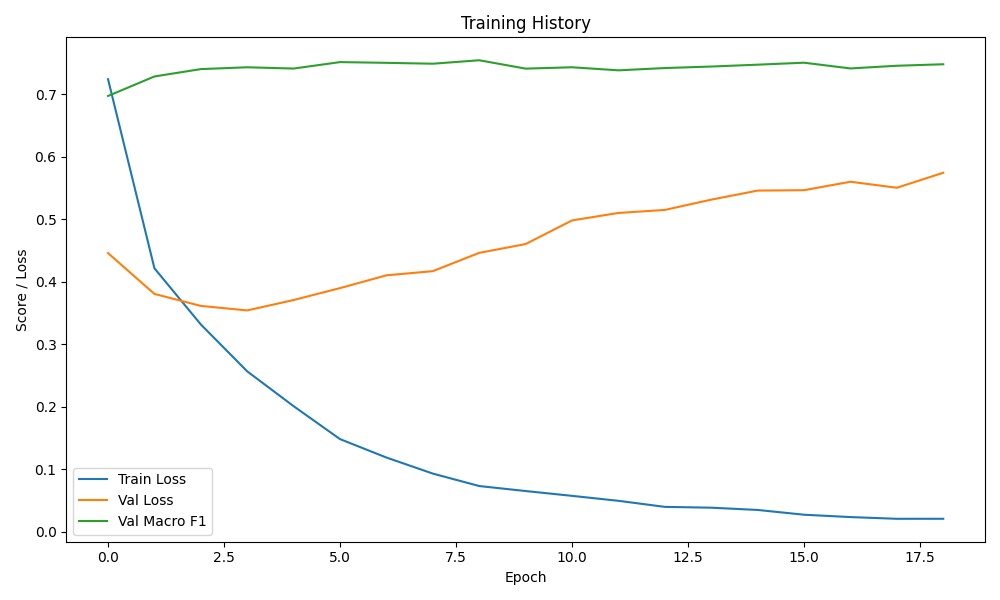 Training History
Score / Loss
0.7
0.6
0.5
0.4
0.3
0.2
0.1
0.0
Train Loss
Val Loss
Val Macro F1
0.0 2.5 5.0 7.5 10.0 12.5 15.0 17.5
Epoch